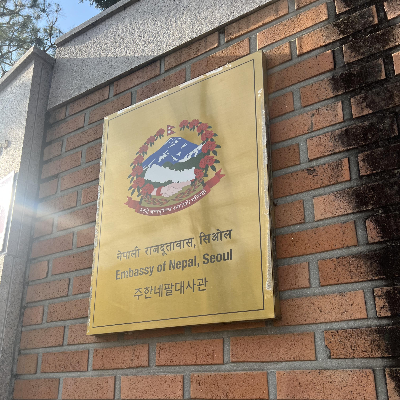 नेपाली राजदूतावास, सिओल
Embassy of Nepal, Seoul
주한네팔대사관